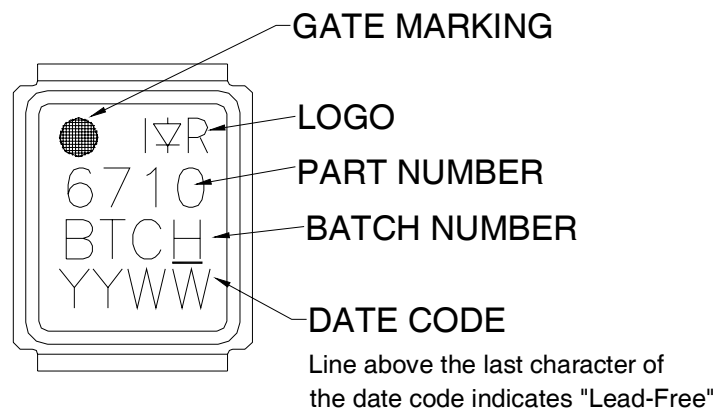 GATE MARKING
I R
LOGO
6710
PART NUMBER
BTCH
BATCH NUMBER
YYWW
DATE CODE
Line above the last character of
the date code indicates "Lead-Free"